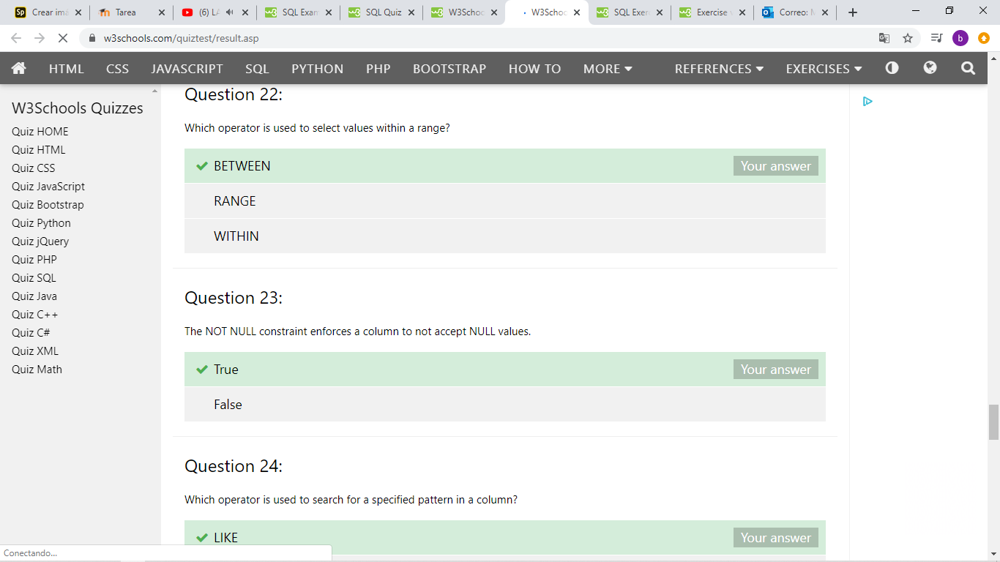 Sp Crear imá
Tarea
(6) LA
SQL Exam
SQL Quiz
W3Schoo
W3Schoo
SQL Exer
Exercise v
Correo: M
w3schools.com/quiztest/result.asp
b
HTML CSS JAVASCRIPT SQL PYTHON PHP BOOTSTRAP HOW TO MORE REFERENCES EXERCISES
W3Schools Quizzes
Quiz HOME
Quiz HTML
Quiz CSS
Quiz JavaScript
Quiz Bootstrap
Quiz Python
Quiz jQuery
Quiz PHP
Quiz SQL
Quiz Java
Quiz C++
Quiz C#
Quiz XML
Quiz Math
Question 22:
Which operator is used to select values within a range?
BETWEEN Your answer
RANGE
WITHIN
Question 23:
The NOT NULL constraint enforces a column to not accept NULL values.
True Your answer
False
Question 24:
Which operator is used to search for a specified pattern in a column?
LIKE Your answer
Conectando...